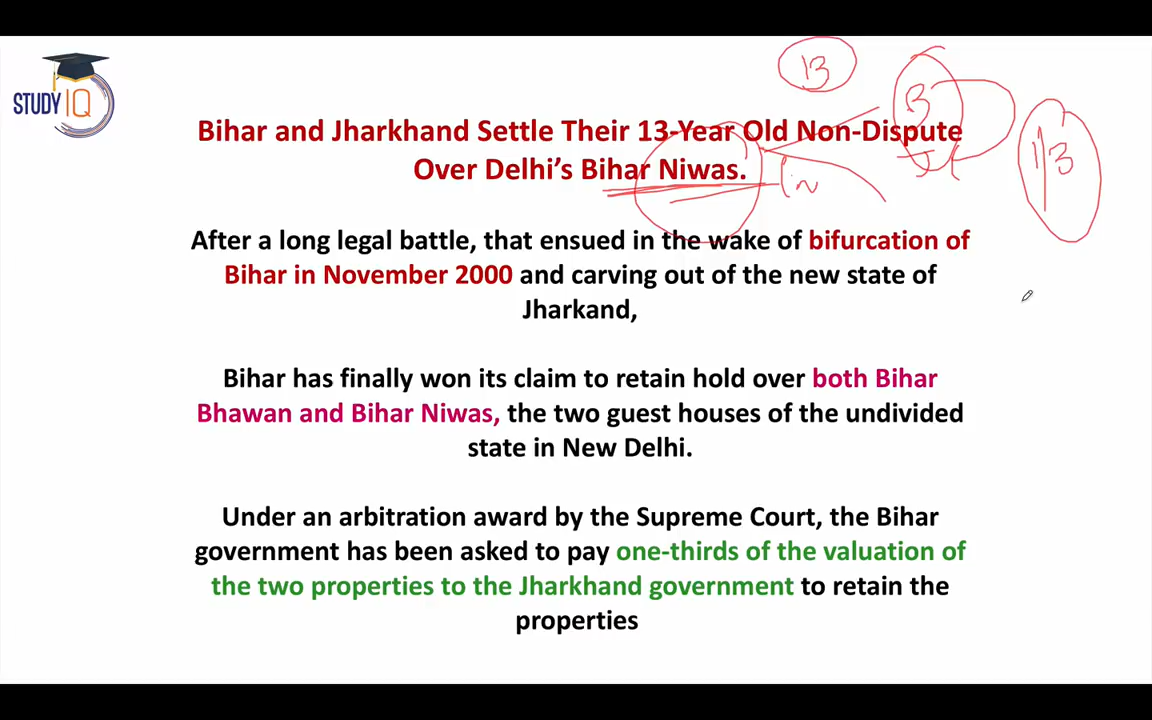 STUDY IQ
13
B
13
Bihar and Jharkhand Settle Their 13-Year Old Non-Dispute
Over Delhi's Bihar Niwas.
After a long legal battle, that ensued in the wake of bifurcation of
Bihar in November 2000 and carving out of the new state of
Jharkand,
Bihar has finally won its claim to retain hold over both Bihar
Bhawan and Bihar Niwas, the two guest houses of the undivided
state in New Delhi.
Under an arbitration award by the Supreme Court, the Bihar
government has been asked to pay one-thirds of the valuation of
the two properties to the Jharkhand government to retain the
properties